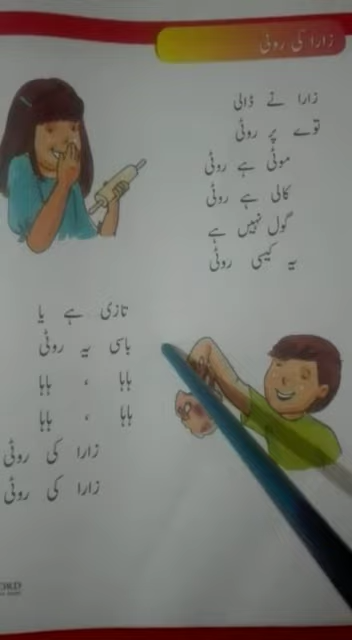 زارا کی روٹی
زارا نے ڈالی
توے پر روٹی
موٹی ہے روٹی
کالی ہے روٹی
گول نہیں ہے
یہ کیسی روٹی
تازی ہے یا
باسی یہ روٹی
ہاہا ، ہاہا
ہاہا ، ہاہا
زارا کی روٹی
زارا کی روٹی